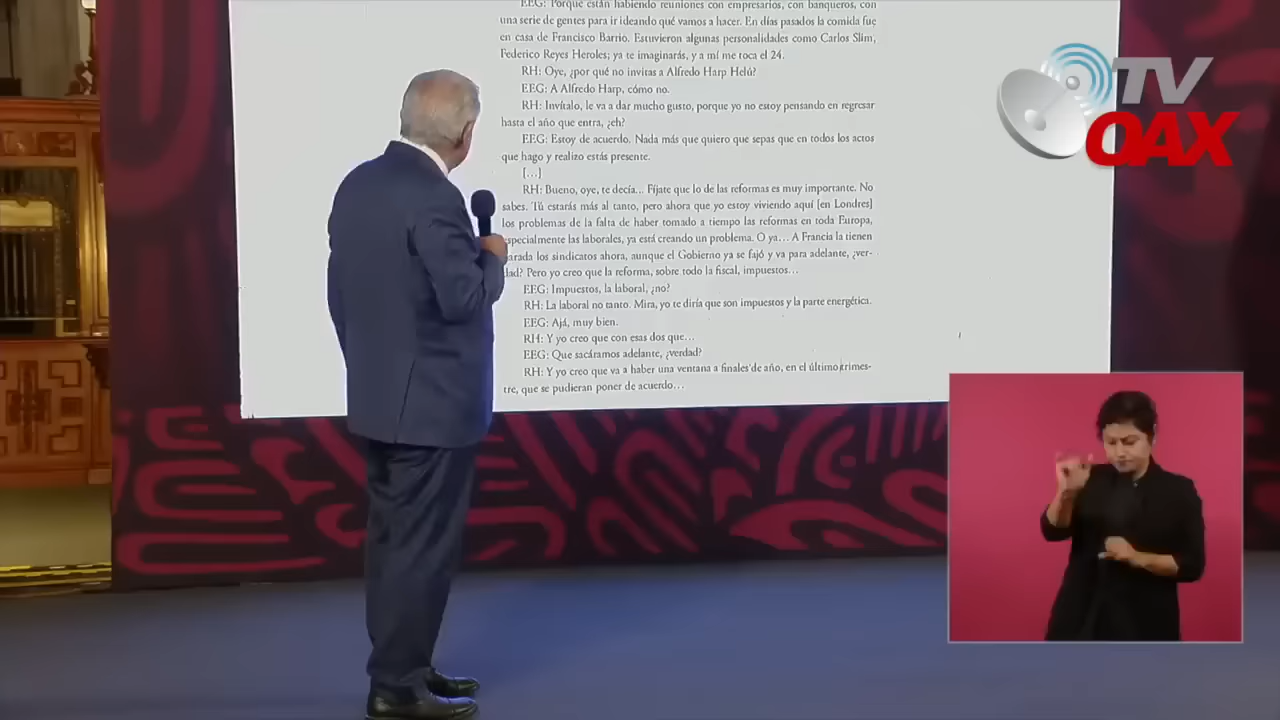 EEG: Porque están habiendo reuniones con empresarios, con banqueros, con
una serie de gentes para ir ideando qué vamos a hacer. En días pasados la comida fue
en casa de Francisco Barrio. Estuvieron algunas personalidades como Carlos Slim,
Federico Reyes Heroles; ya te imaginarás, y a mí me toca el 24.
RH: Oye, ¿por qué no invitas a Alfredo Harp Helú?
EEG: A Alfredo Harp, cómo no.
RH: Invítalo, le va a dar mucho gusto, porque yo no estoy pensando en regresar
hasta el año que entra, ¿eh?
EEG: Estoy de acuerdo. Nada más que quiero que sepas que en todos los actos
que hago y realizo estás presente.
[...]
RH: Bueno, oye, te decía... Fíjate que lo de las reformas es muy importante. No
sabes. Tú estarás más al tanto, pero ahora que yo estoy viviendo aquí [en Londres]
los problemas de la falta de haber tomado a tiempo las reformas en toda Europa,
especialmente las laborales, ya está creando un problema. O ya... A Francia la tienen
parada los sindicatos ahora, aunque el Gobierno ya se fajó y va para adelante, ¿ver-
dad? Pero yo creo que la reforma, sobre todo la fiscal, impuestos...
EEG: Impuestos, la laboral, ¿no?
RH: La laboral no tanto. Mira, yo te diría que son impuestos y la parte energética.
EEG: Ajá, muy bien.
RH: Y yo creo que con esas dos que...
EEG: Que sacáramos adelante, ¿verdad?
RH: Y yo creo que va a haber una ventana a finales de año, en el último trimes-
tre, que se pudieran poner de acuerdo...
TV
OAX